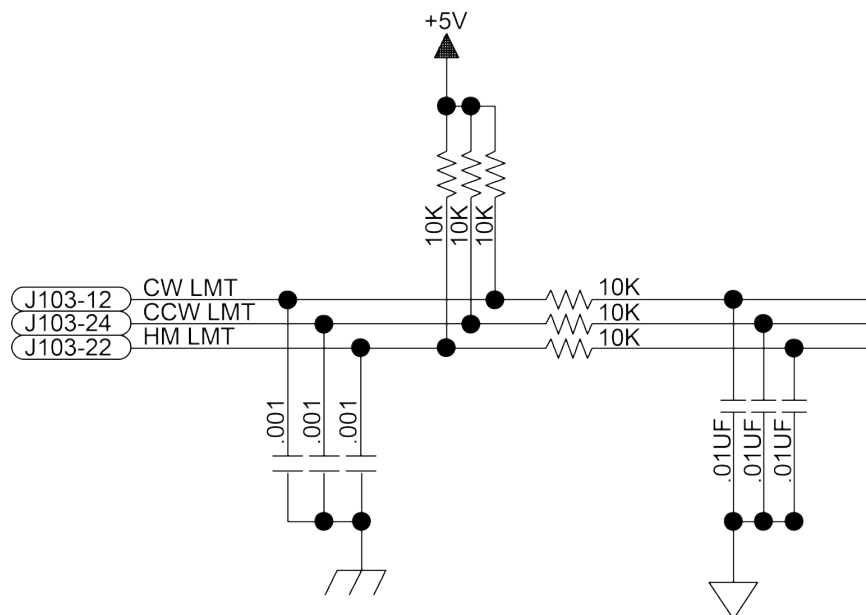 +5V
10K
10K
10K
J103-12
CW LMT
10K
J103-24
CCW LMT
10K
J103-22
HM LMT
10K
.001
.001
.001
.01UF
.01UF
.01UF